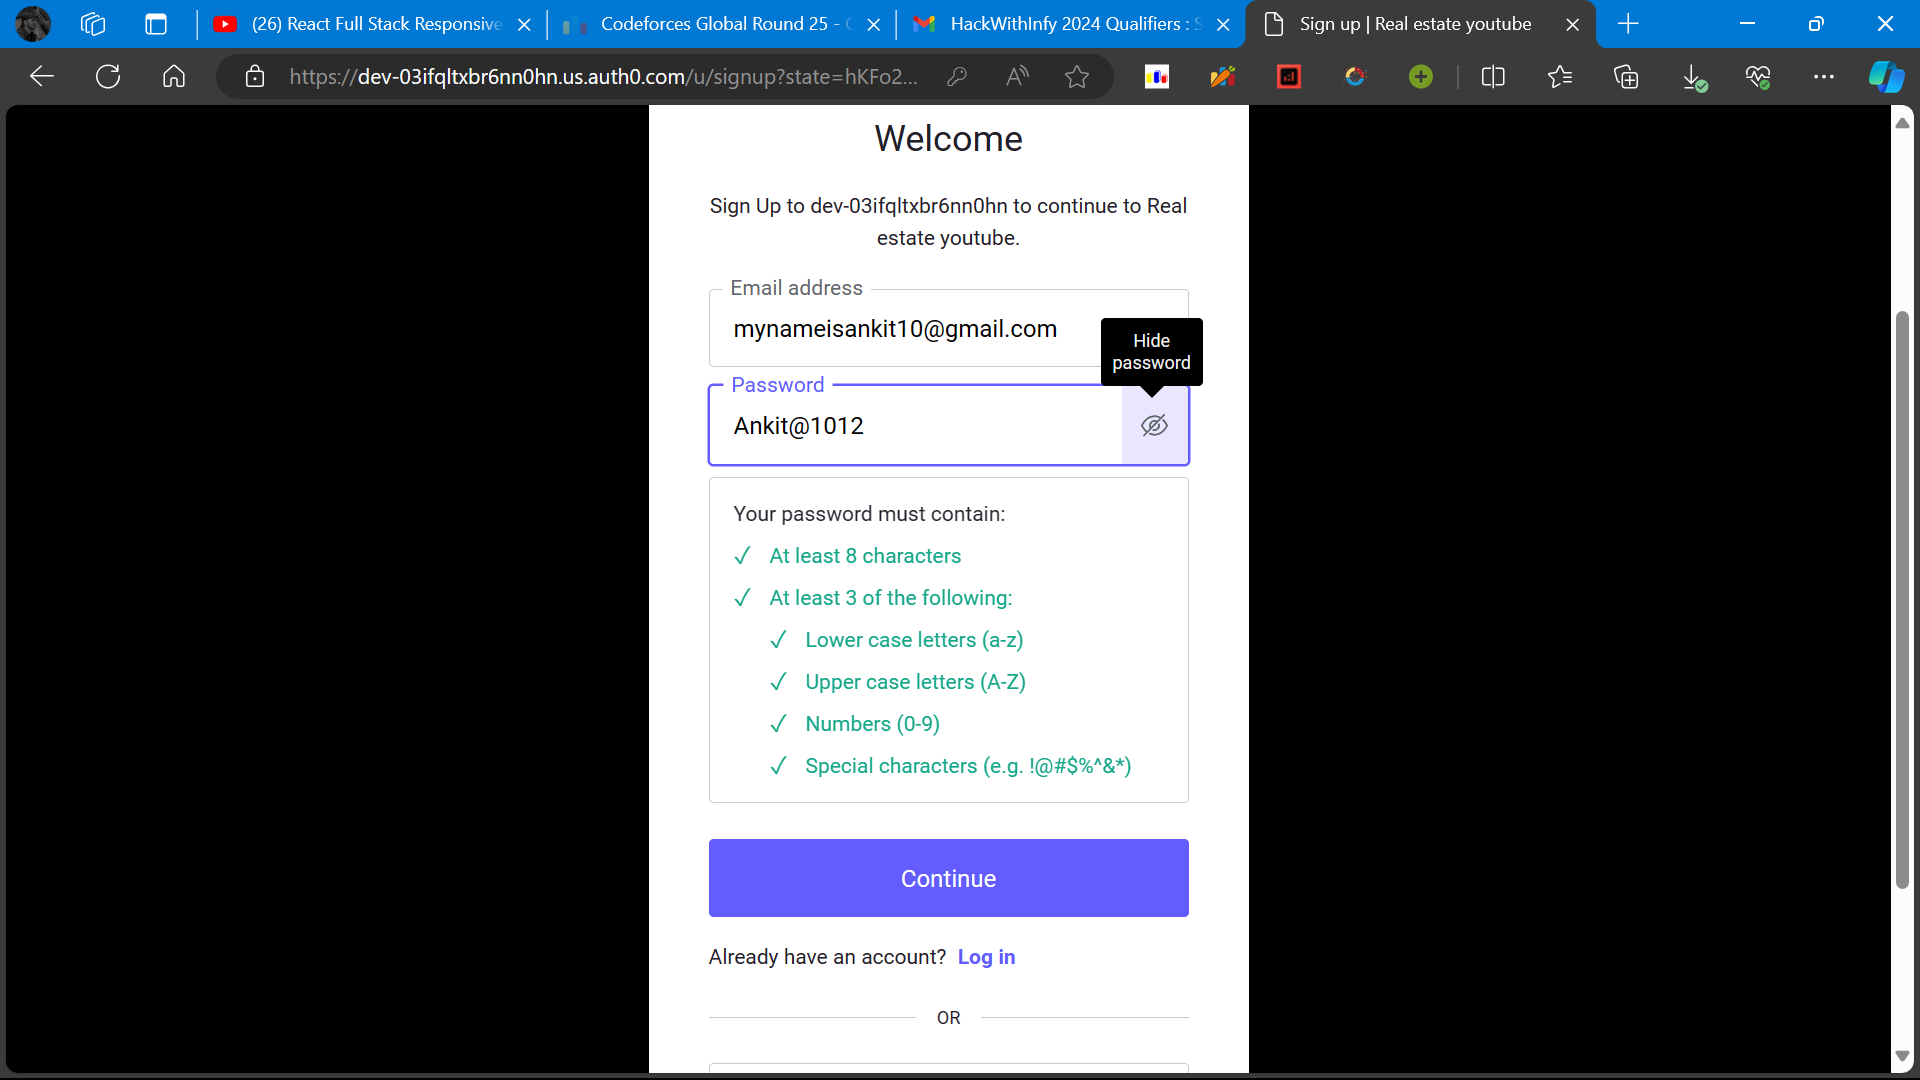 (26) React Full Stack Responsive
Codeforces Global Round 25 -
HackWithInfy 2024 Qualifiers :
Sign up | Real estate youtube
https://dev-03ifqltxbr6nn0hn.us.auth0.com/u/signup?state=hKFo2...
Welcome
Sign Up to dev-03ifqltxbr6nn0hn to continue to Real
estate youtube.
Email address
mynameisankit10@gmail.com
Hide
password
Password
Ankit@1012
Your password must contain:
At least 8 characters
At least 3 of the following:
Lower case letters (a-z)
Upper case letters (A-Z)
Numbers (0-9)
Special characters (e.g. !@#$%^&*)
Continue
Already have an account? Log in
OR